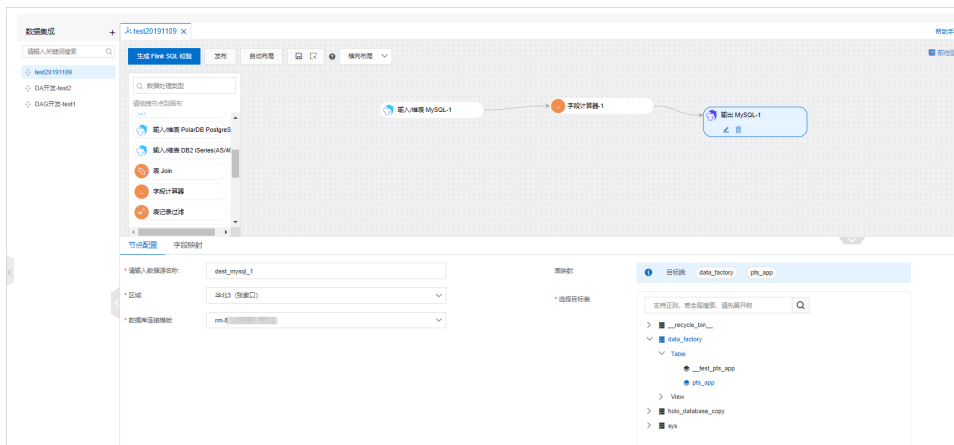 数据集成 +
test20191109 ×
帮助手
请输入关键词搜索
test20191109
DA开发-test2
DAG开发-test1
生成 Flink SQL 校验
发布
自动布局
横向布局
前往运
数据处理类型
请拖拽节点到画布
输入/维表 PolarDB PostgreS
输入/维表 DB2 iSeries(AS/4(
表 Join
字段计算器
表记录过滤
输入/维表 MySQL-1
字段计算器-1
输出 MySQL-1
节点配置 字段映射
* 请输入数据源名称: dest_mysql_1
* 区域: 华北3（张家口）
* 数据库连接模板: rm-8
表映射:
目标端: data_factory pts_app
* 选择目标表:
支持正则，若全局搜索，请先展开树
__recycle_bin__
data_factory
Table
__test_pts_app
pts_app
View
holo_database_copy
sys